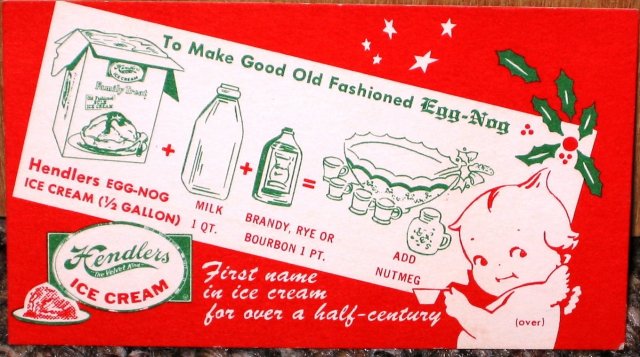 To Make Good Old Fashioned Egg-Nog
Hendlers
ICE CREAM
Family Treat
ICE CREAM
+
+
=
Hendlers EGG-NOG
ICE CREAM (½ GALLON)
MILK
1 QT.
BRANDY, RYE OR
BOURBON 1 PT.
ADD
NUTMEG
Hendlers
"The Velvet Kind"
ICE CREAM
First name
in ice cream
for over a half-century
(over)